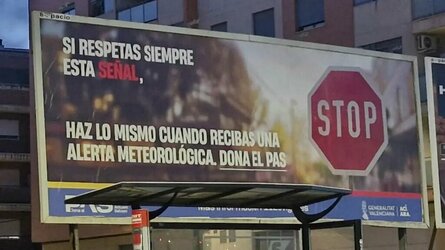 espacio
SI RESPETAS SIEMPRE
ESTA SEÑAL,
STOP
HAZ LO MISMO CUANDO RECIBAS UNA
ALERTA METEOROLÓGICA. DONA EL PAS
GENERALITAT
VALENCIANA